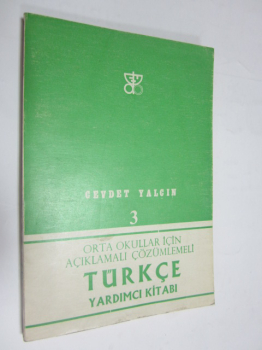 CEVDET YALÇIN
3
ORTA OKULLAR İÇİN
AÇIKLAMALI ÇÖZÜMLEMELİ
TÜRKÇE
YARDIMCI KİTABI